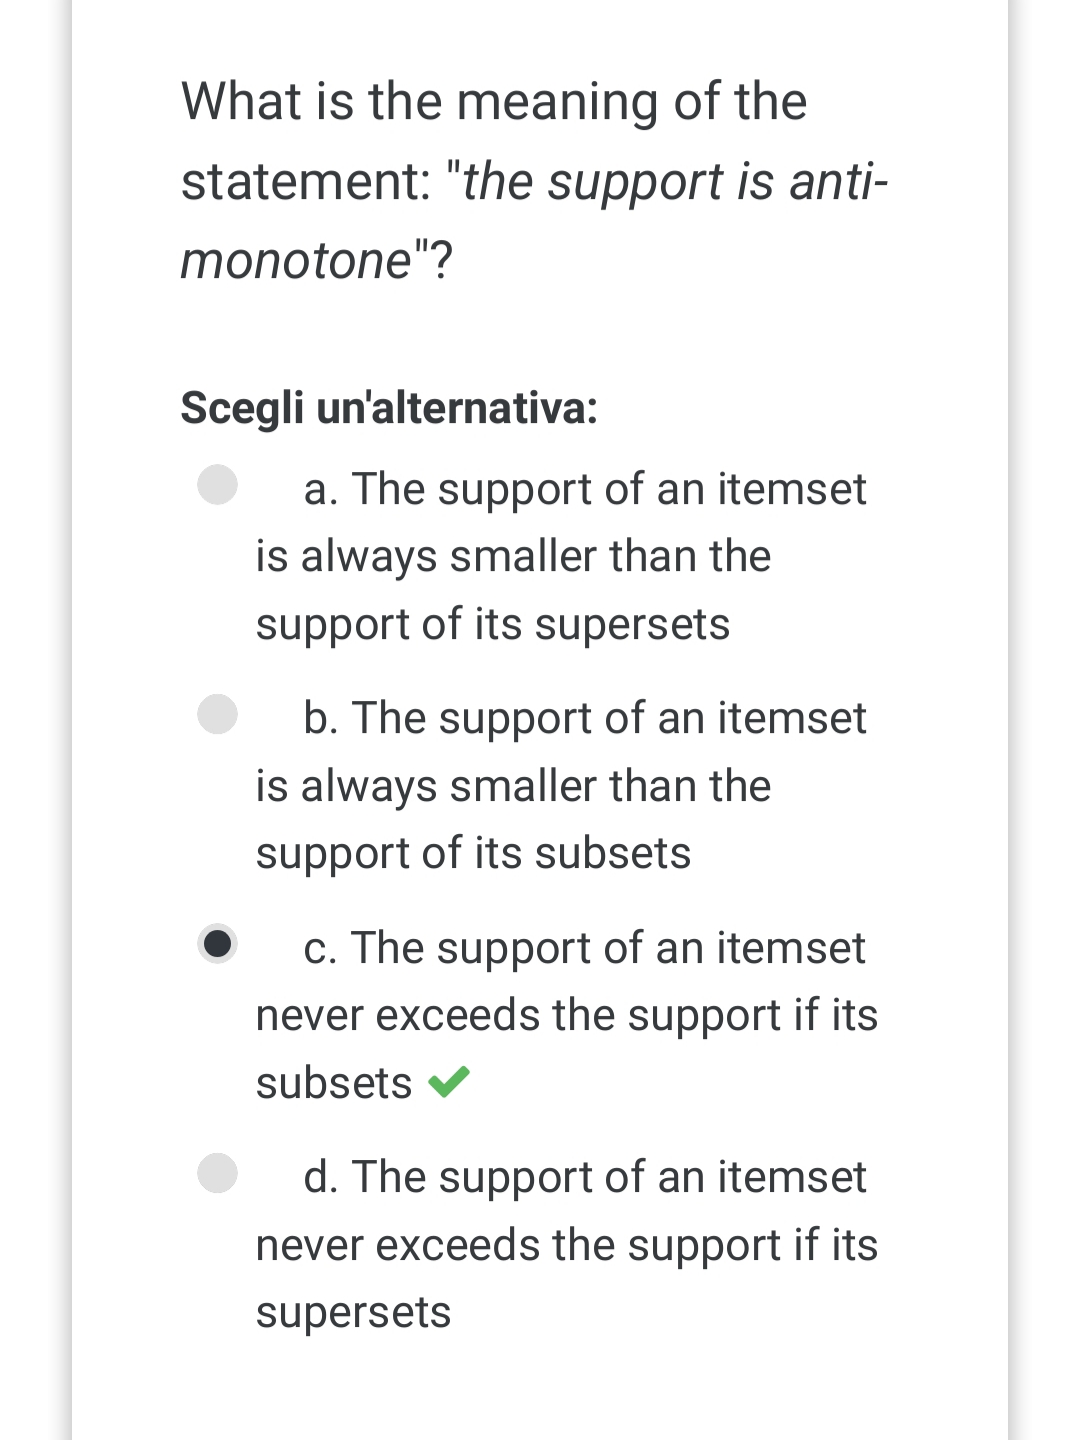 What is the meaning of the
statement: "the support is anti-
monotone"?
Scegli un'alternativa:
a. The support of an itemset
is always smaller than the
support of its supersets
b. The support of an itemset
is always smaller than the
support of its subsets
c. The support of an itemset
never exceeds the support if its
subsets
d. The support of an itemset
never exceeds the support if its
supersets